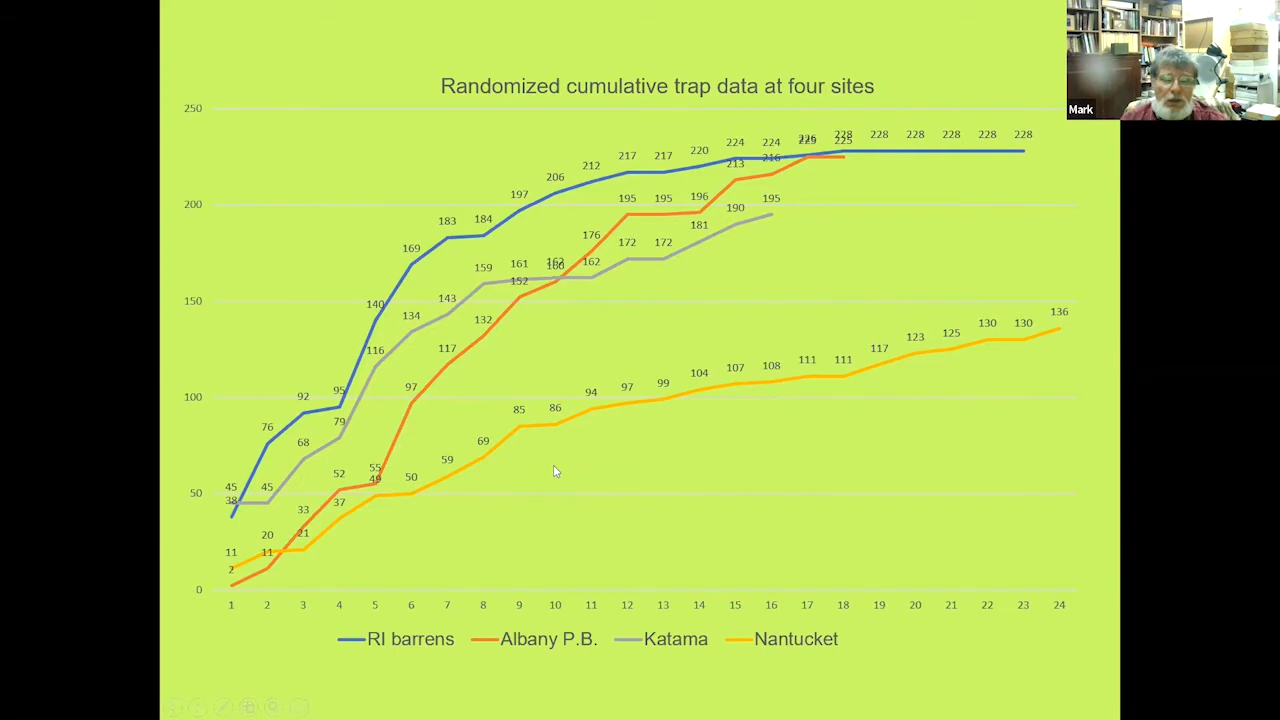 Mark
Randomized cumulative trap data at four sites
250
200
150
100
50
0
38 76 92 95 140 169 183 184 197 206 212 217 217 220 224 224 226 228 228 228 228 228 228
2 11 33 52 55 97 117 132 152 160 176 195 195 196 213 216 225 225
45 45 68 79 116 134 143 159 161 162 162 172 172 181 190 195
11 20 21 37 49 50 59 69 85 86 94 97 99 104 107 108 111 111 117 123 125 130 130 136
1 2 3 4 5 6 7 8 9 10 11 12 13 14 15 16 17 18 19 20 21 22 23 24
RI barrens Albany P.B. Katama Nantucket